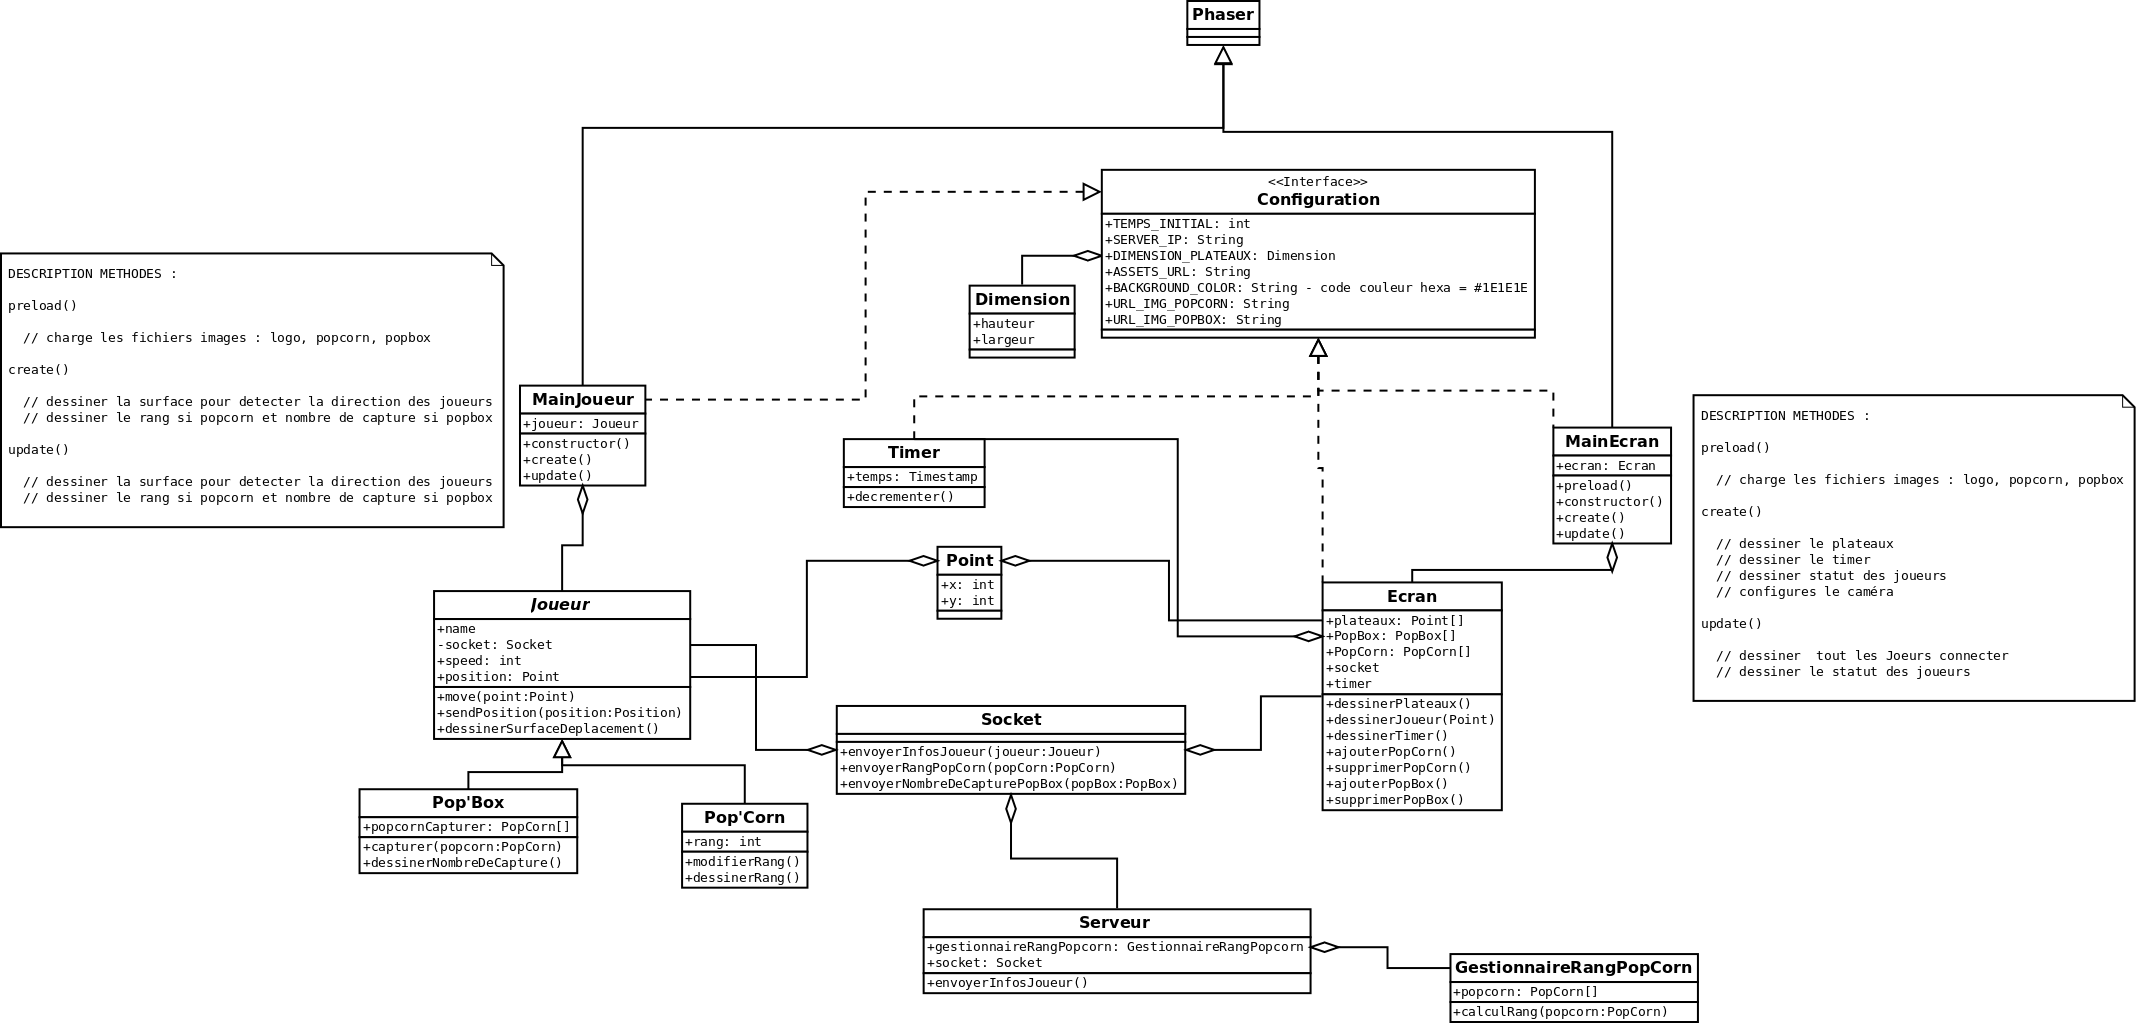 Phaser
<<Interface>>
Configuration
+TEMPS_INITIAL: int
+SERVER_IP: String
+DIMENSION_PLATEAUX: Dimension
+ASSETS_URL: String
+BACKGROUND_COLOR: String - code couleur hexa = #1E1E1E
+URL_IMG_POPCORN: String
+URL_IMG_POPBOX: String
Dimension
+hauteur
+largeur
DESCRIPTION METHODES :
preload()
// charge les fichiers images : logo, popcorn, popbox
create()
// dessiner la surface pour detecter la direction des joueurs
// dessiner le rang si popcorn et nombre de capture si popbox
update()
// dessiner la surface pour detecter la direction des joueurs
// dessiner le rang si popcorn et nombre de capture si popbox
MainJoueur
+joueur: Joueur
+constructor()
+create()
+update()
Timer
+temps: Timestamp
+decrementer()
MainEcran
+ecran: Ecran
+preload()
+constructor()
+create()
+update()
DESCRIPTION METHODES :
preload()
// charge les fichiers images : logo, popcorn, popbox
create()
// dessiner le plateaux
// dessiner le timer
// dessiner statut des joueurs
// configures le caméra
update()
// dessiner  tout les Joeurs connecter
// dessiner le statut des joueurs
Point
+x: int
+y: int
Joueur
+name
-socket: Socket
+speed: int
+position: Point
+move(point:Point)
+sendPosition(position:Position)
+dessinerSurfaceDeplacement()
Ecran
+plateaux: Point[]
+PopBox: PopBox[]
+PopCorn: PopCorn[]
+socket
+timer
+dessinerPlateaux()
+dessinerJoueur(Point)
+dessinerTimer()
+ajouterPopCorn()
+supprimerPopCorn()
+ajouterPopBox()
+supprimerPopBox()
Socket
+envoyerInfosJoueur(joueur:Joueur)
+envoyerRangPopCorn(popCorn:PopCorn)
+envoyerNombreDeCapturePopBox(popBox:PopBox)
Pop'Box
+popcornCapturer: PopCorn[]
+capturer(popcorn:PopCorn)
+dessinerNombreDeCapture()
Pop'Corn
+rang: int
+modifierRang()
+dessinerRang()
Serveur
+gestionnaireRangPopcorn: GestionnaireRangPopcorn
+socket: Socket
+envoyerInfosJoueur()
GestionnaireRangPopCorn
+popcorn: PopCorn[]
+calculRang(popcorn:PopCorn)